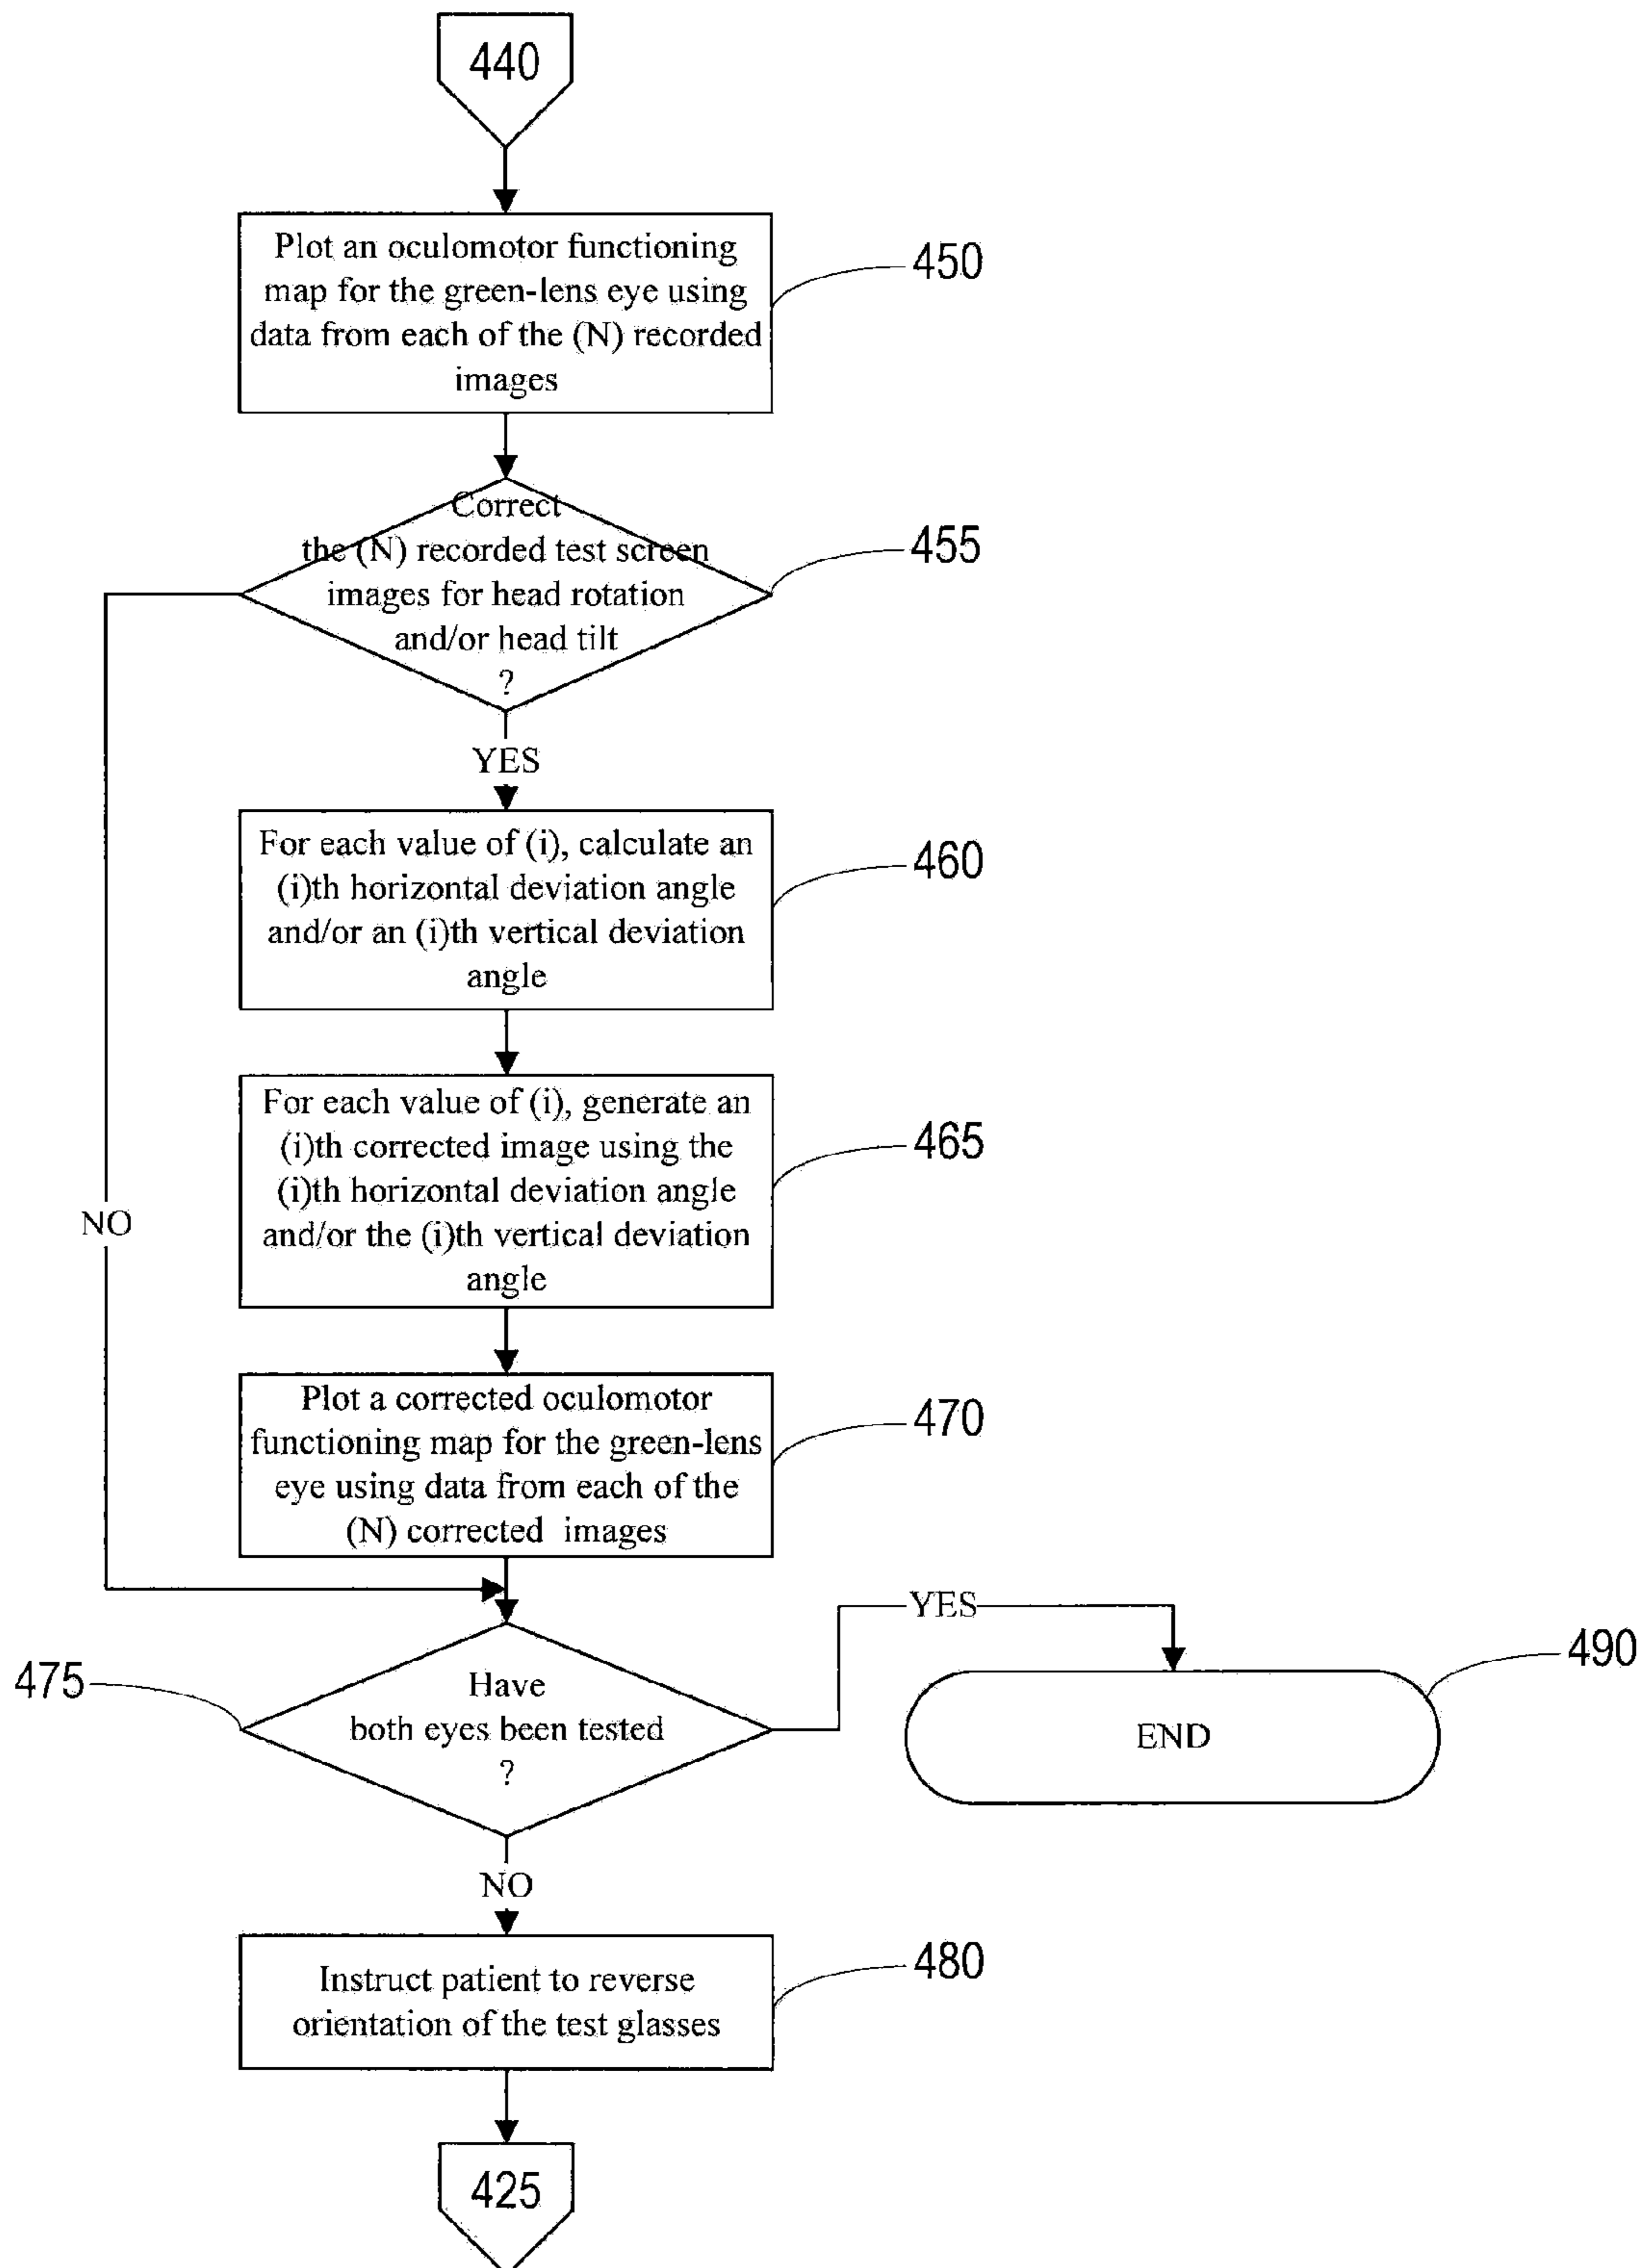 440
Plot an oculomotor functioning
map for the green-lens eye using
data from each of the (N) recorded
images
450
Correct
the (N) recorded test screen
images for head rotation
and/or head tilt
?
455
YES
For each value of (i), calculate an
(i)th horizontal deviation angle
and/or an (i)th vertical deviation
angle
460
For each value of (i), generate an
(i)th corrected image using the
(i)th horizontal deviation angle
and/or the (i)th vertical deviation
angle
465
NO
Plot a corrected oculomotor
functioning map for the green-lens
eye using data from each of the
(N) corrected images
470
YES
475
Have
both eyes been tested
?
490
END
NO
Instruct patient to reverse
orientation of the test glasses
480
425